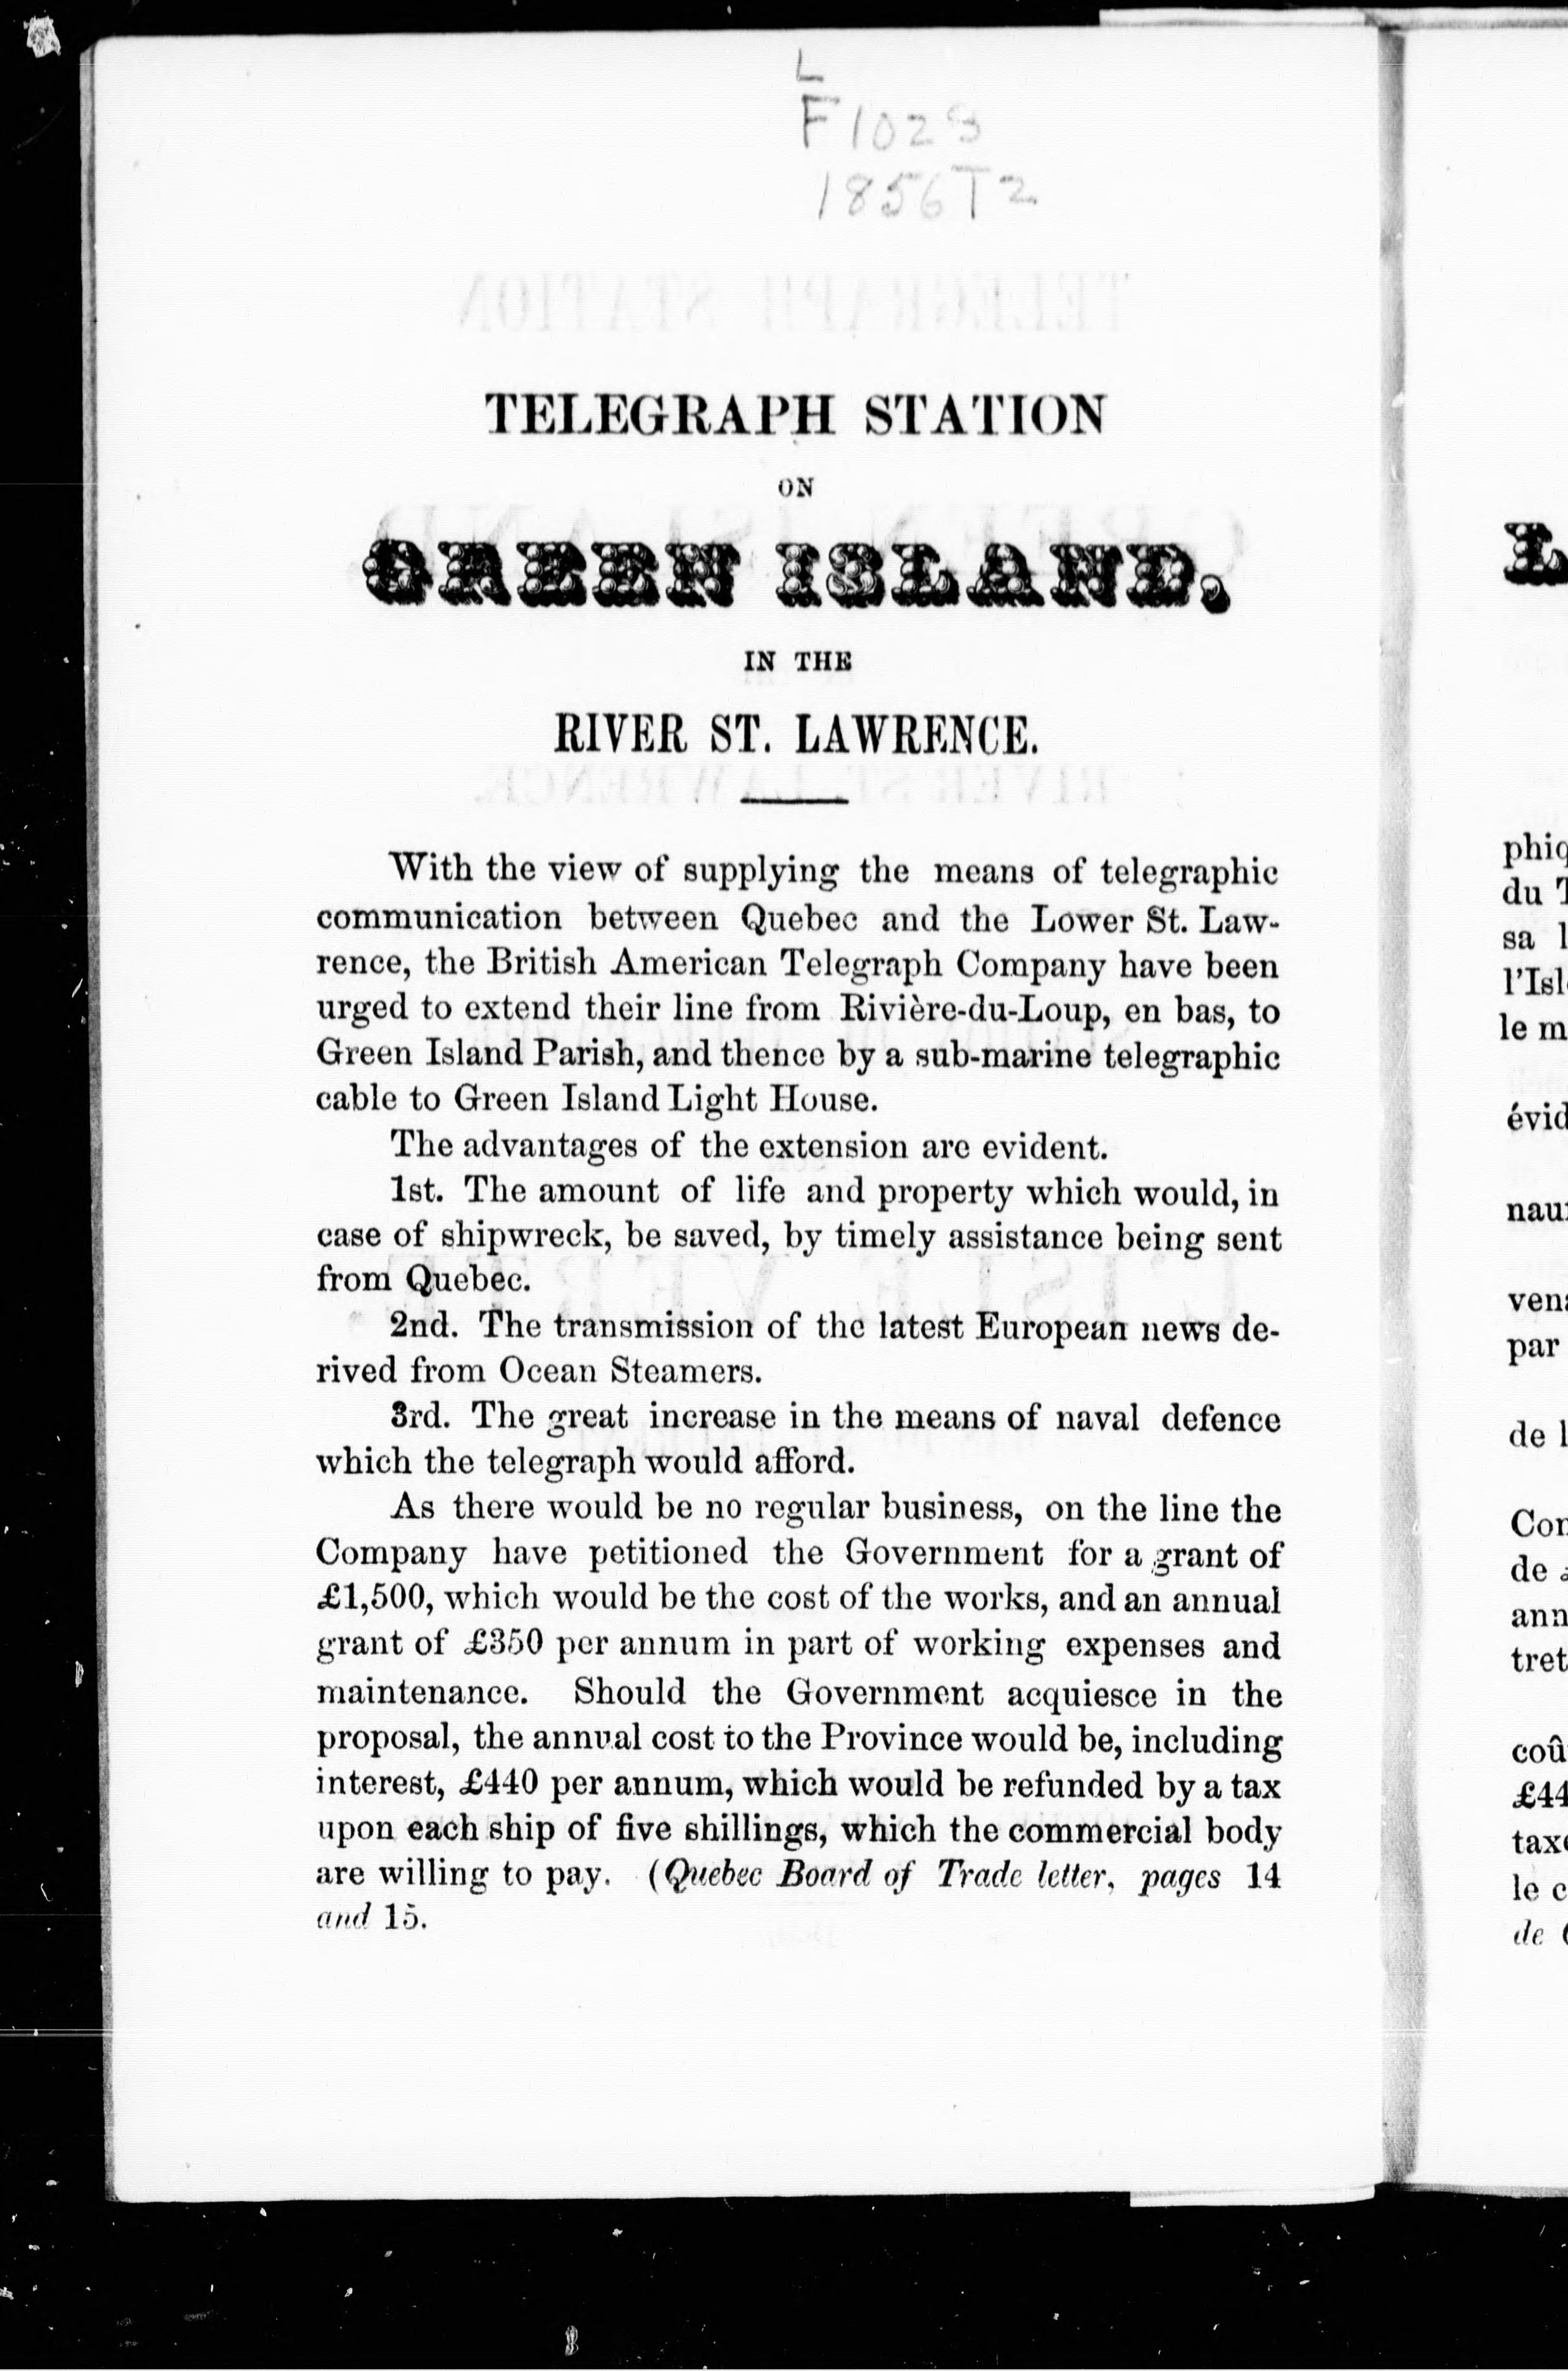 L
F1023
1856T2
TELEGRAPH STATION
ON
GREEN ISLAND,
IN THE
RIVER ST. LAWRENCE.
With the view of supplying the means of telegraphic
communication between Quebec and the Lower St. Law-
rence, the British American Telegraph Company have been
urged to extend their line from Rivière-du-Loup, en bas, to
Green Island Parish, and thence by a sub-marine telegraphic
cable to Green Island Light House.
The advantages of the extension are evident.
1st. The amount of life and property which would, in
case of shipwreck, be saved, by timely assistance being sent
from Quebec.
2nd. The transmission of the latest European news de-
rived from Ocean Steamers.
3rd. The great increase in the means of naval defence
which the telegraph would afford.
As there would be no regular business, on the line the
Company have petitioned the Government for a grant of
£1,500, which would be the cost of the works, and an annual
grant of £350 per annum in part of working expenses and
maintenance. Should the Government acquiesce in the
proposal, the annual cost to the Province would be, including
interest, £440 per annum, which would be refunded by a tax
upon each ship of five shillings, which the commercial body
are willing to pay. (Quebec Board of Trade letter, pages 14
and 15.
L
phiq
du
sa l
l'Isl
le m
évid
nau
ven
par
de l
Con
de
ann
tret
coû
£44
tax
le c
de